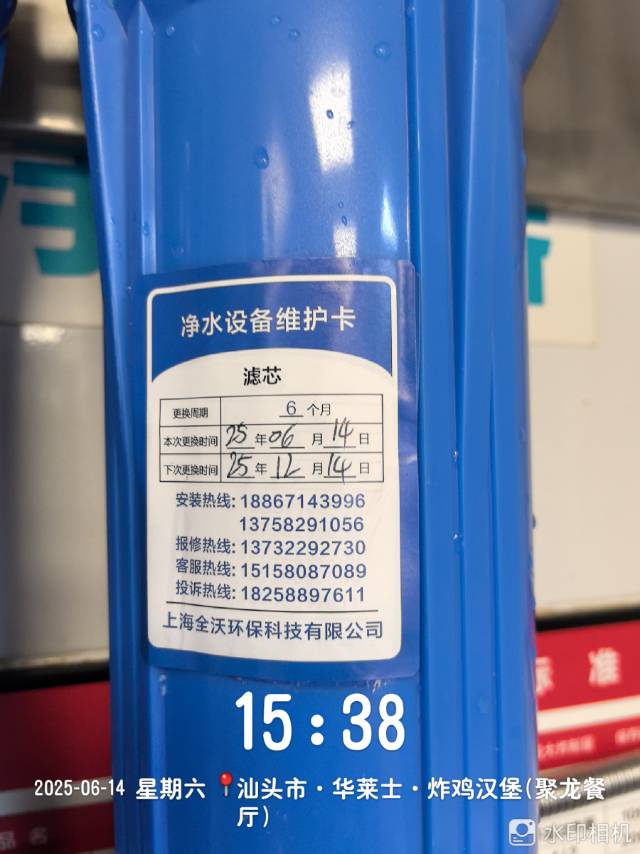 净水设备维护卡
滤芯
更换周期 6 个月
本次更换时间 25 年 06 月 14 日
下次更换时间 25 年 12 月 14 日
安装热线: 18867143996
13758291056
报修热线: 13732292730
客服热线: 15158087089
投诉热线: 18258897611
上海全沃环保科技有限公司
标准
15:38
2025-06-14 星期六 汕头市·华莱士·炸鸡汉堡(聚龙餐
厅)
品名
水印相机